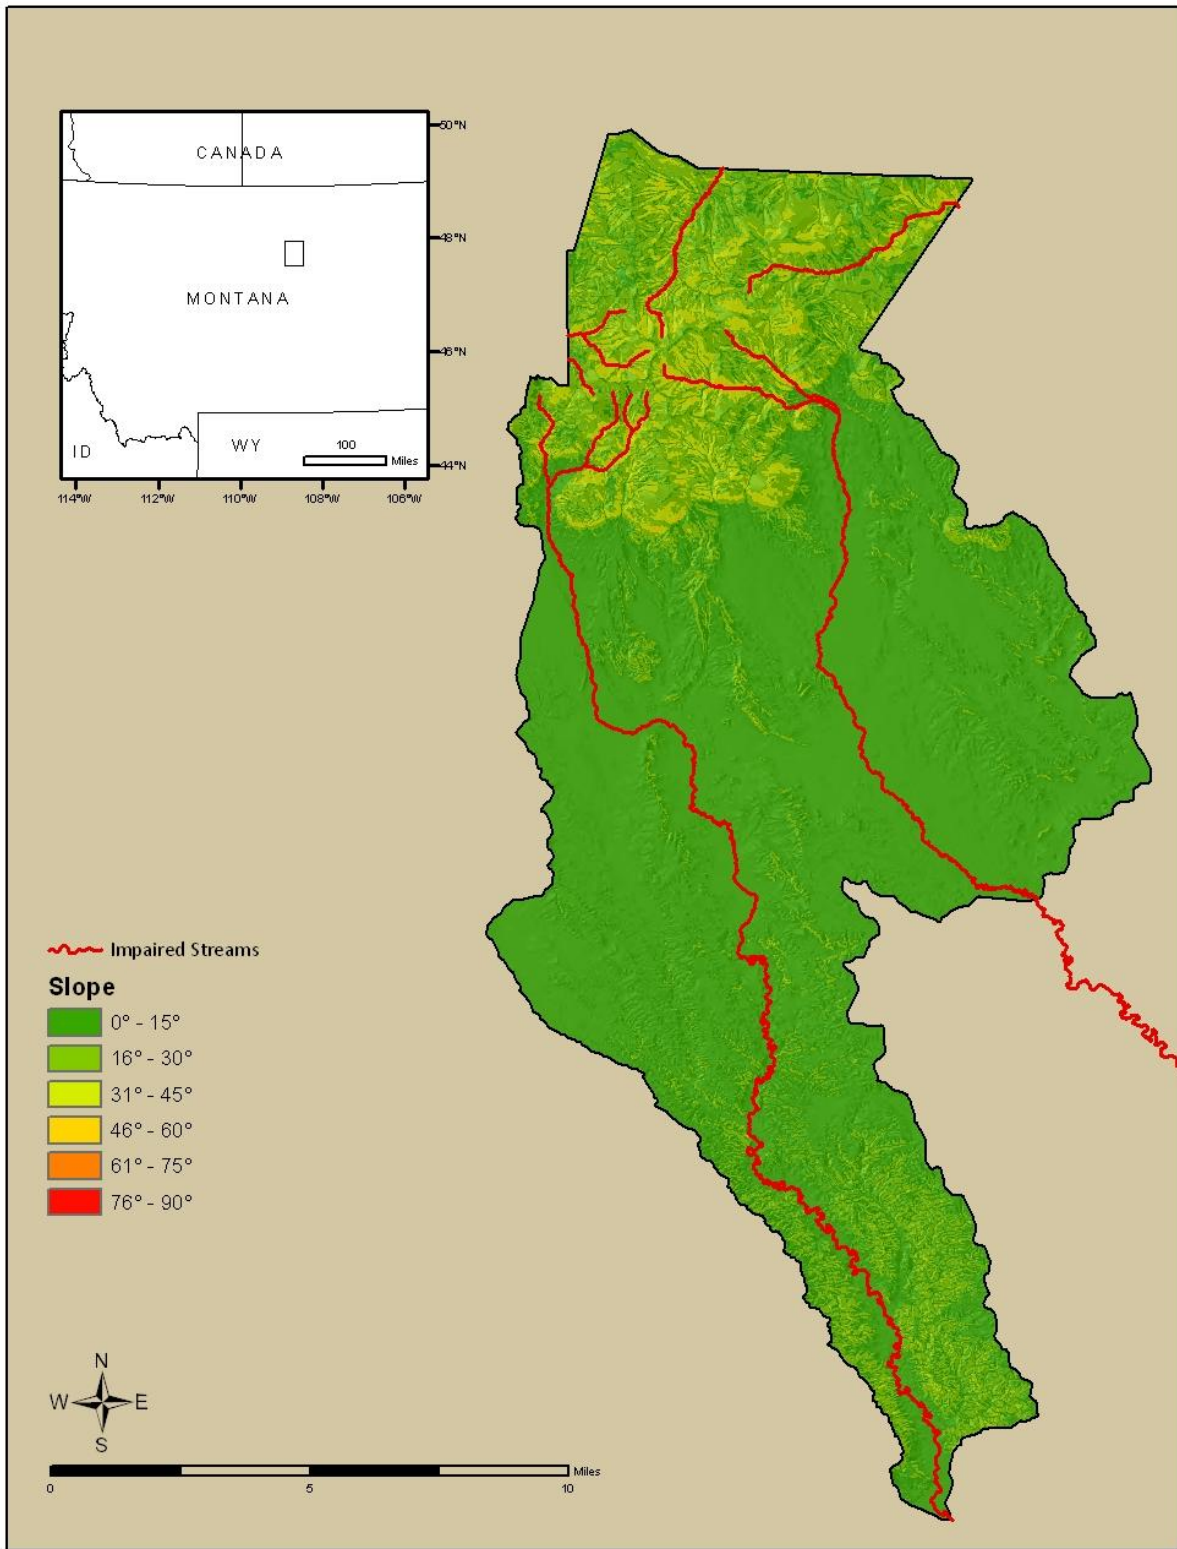 50°N
CANADA
48°N
MONTANA
46°N
ID
WY
100
Miles
44°N
114°W 112°W 110°W 108°W 106°W
Impaired Streams
Slope
0° - 15°
16° - 30°
31° - 45°
46° - 60°
61° - 75°
76° - 90°
N
W E
S
Miles
0 5 10